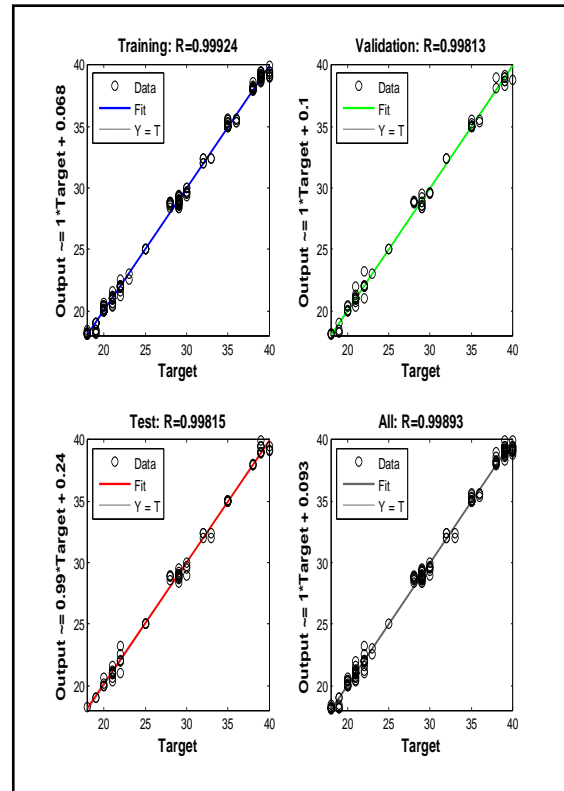 Training: R=0.99924
Output ~= 1*Target + 0.068
Data
Fit
Y = T
40
35
30
25
20
20 25 30 35 40
Target
Validation: R=0.99813
Output ~= 1*Target + 0.1
Data
Fit
Y = T
40
35
30
25
20
20 25 30 35 40
Target
Test: R=0.99815
Output ~= 0.99*Target + 0.24
Data
Fit
Y = T
40
35
30
25
20
20 25 30 35 40
Target
All: R=0.99893
Output ~= 1*Target + 0.093
Data
Fit
Y = T
40
35
30
25
20
20 25 30 35 40
Target